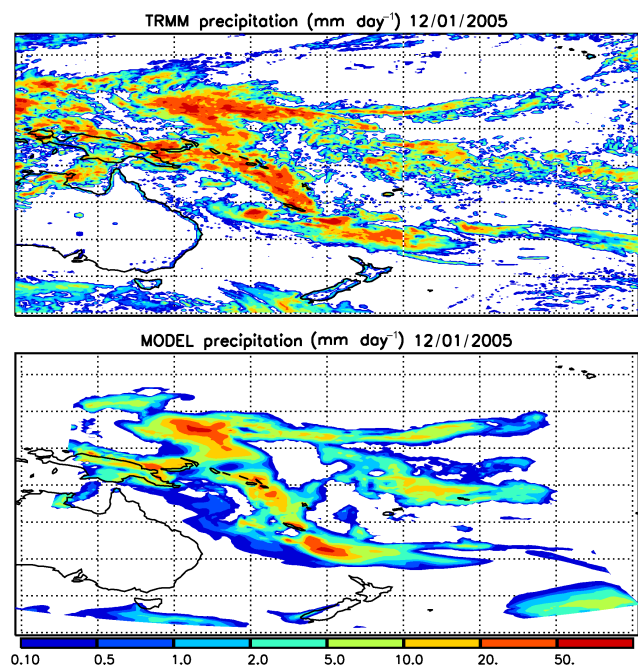 TRMM precipitation (mm day⁻¹) 12/01/2005
MODEL precipitation (mm day⁻¹) 12/01/2005
0.10 0.5 1.0 2.0 5.0 10.0 20. 50.